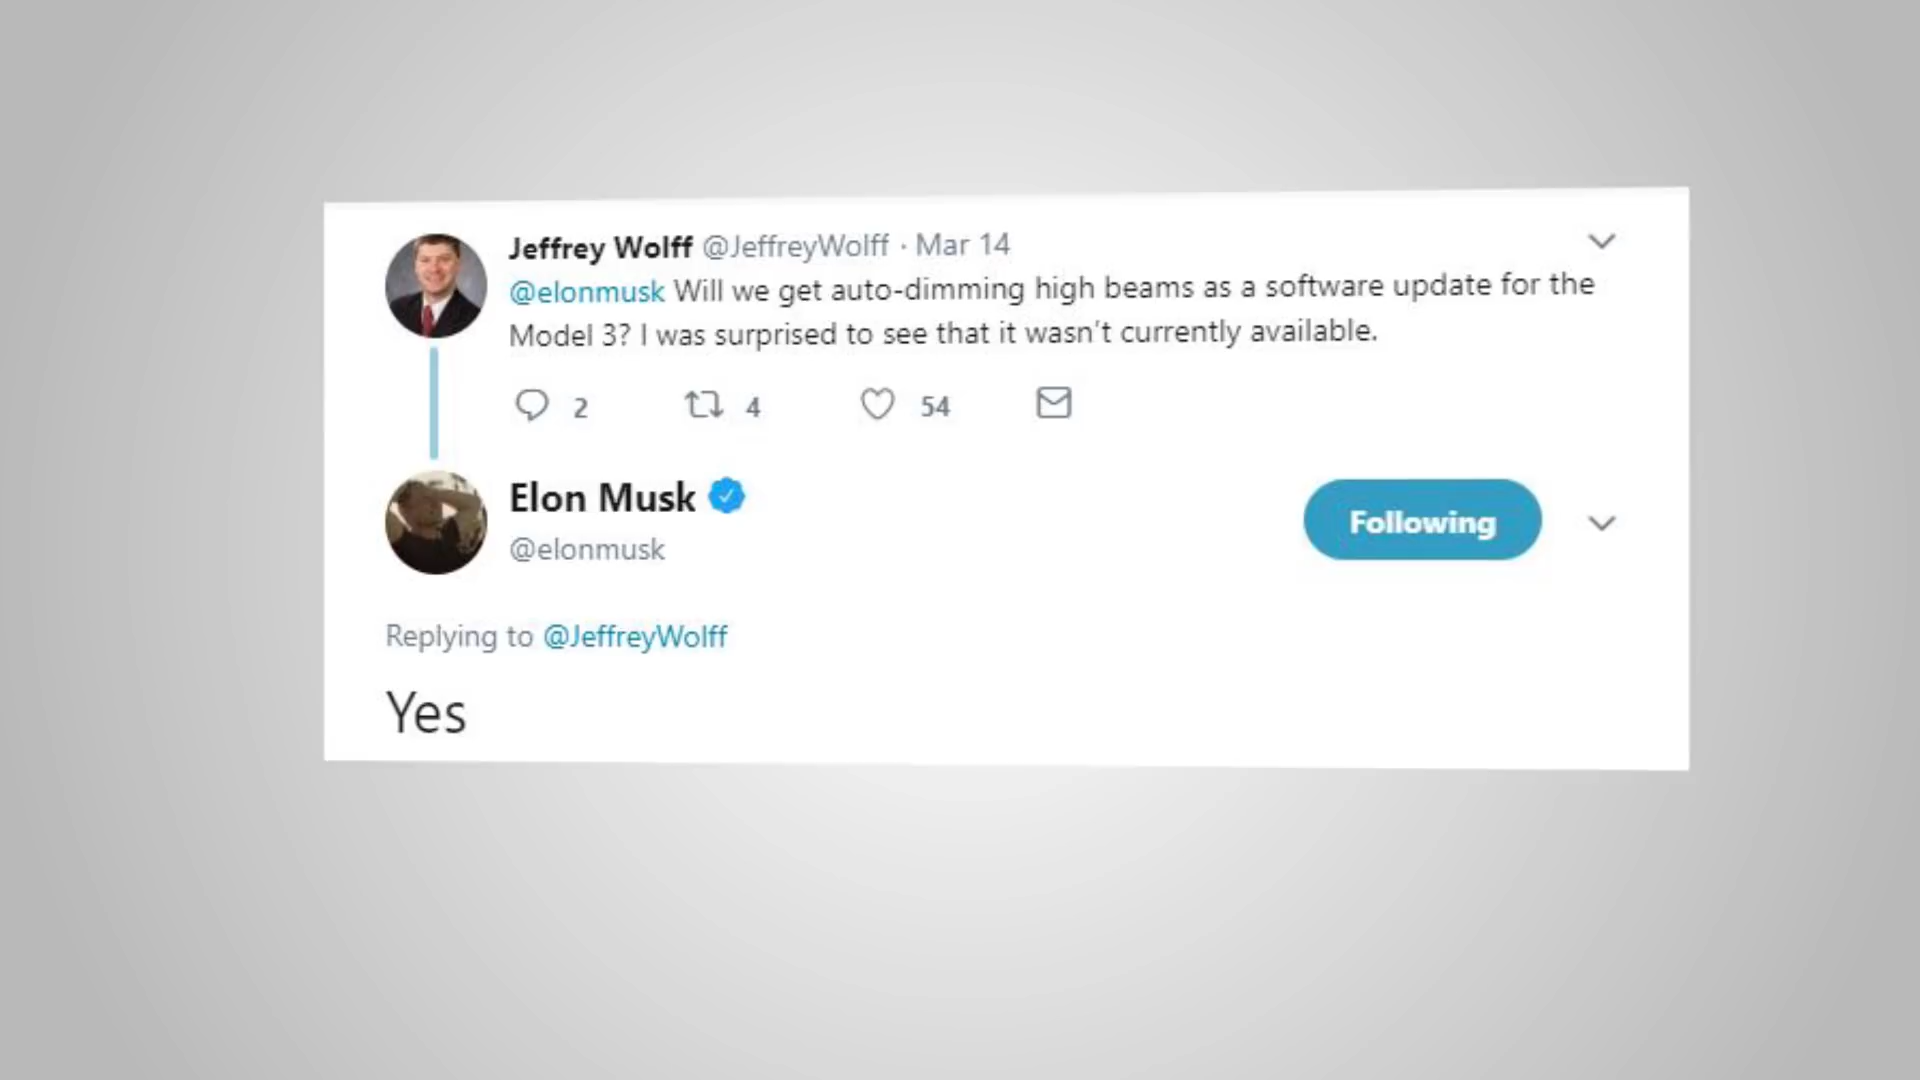 Jeffrey Wolff @JeffreyWolff · Mar 14
@elonmusk Will we get auto-dimming high beams as a software update for the
Model 3? I was surprised to see that it wasn't currently available.
2 4 54
Elon Musk
@elonmusk
Following
Replying to @JeffreyWolff
Yes